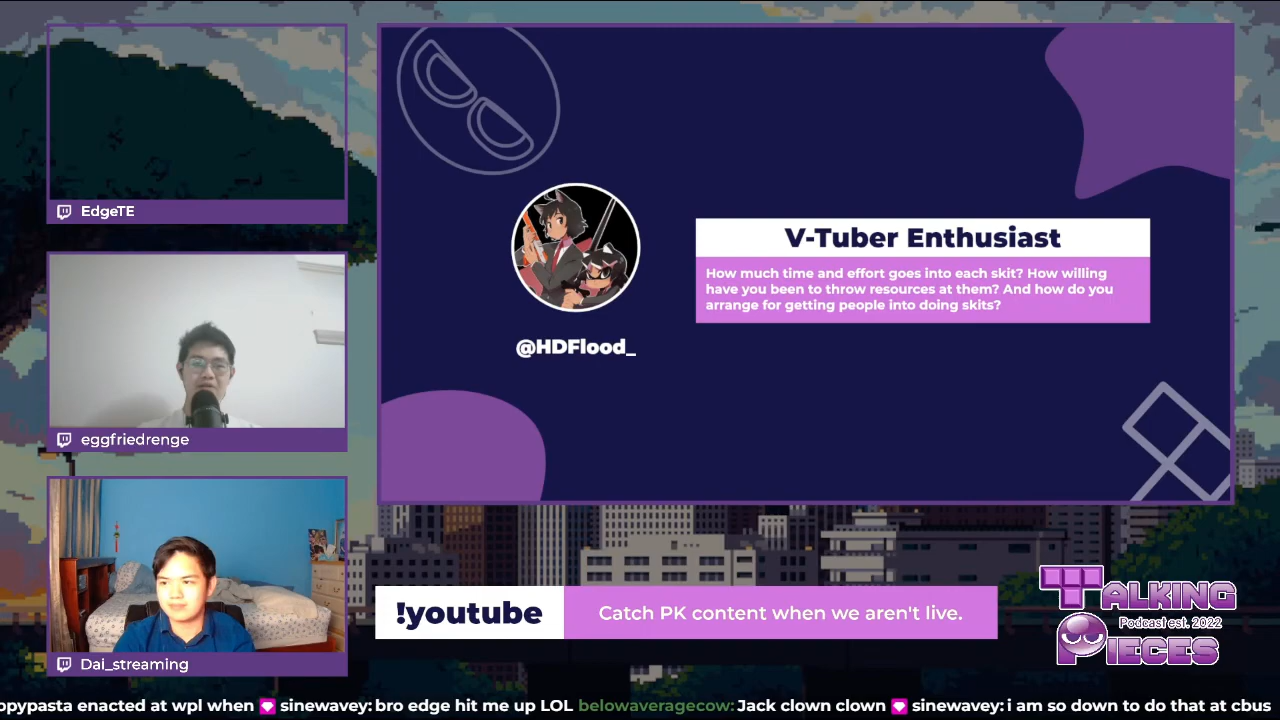 EdgeTE
eggfriedrenge
Dai_streaming
@HDFlood_
V-Tuber Enthusiast
How much time and effort goes into each skit? How willing
have you been to throw resources at them? And how do you
arrange for getting people into doing skits?
!youtube
Catch PK content when we aren't live.
TALKING
Podcast est. 2022
PIECES
opypasta enacted at wpl when sinewavey: bro edge hit me up LOL belowaveragecow: Jack clown clown sinewavey: i am so down to do that at cbus